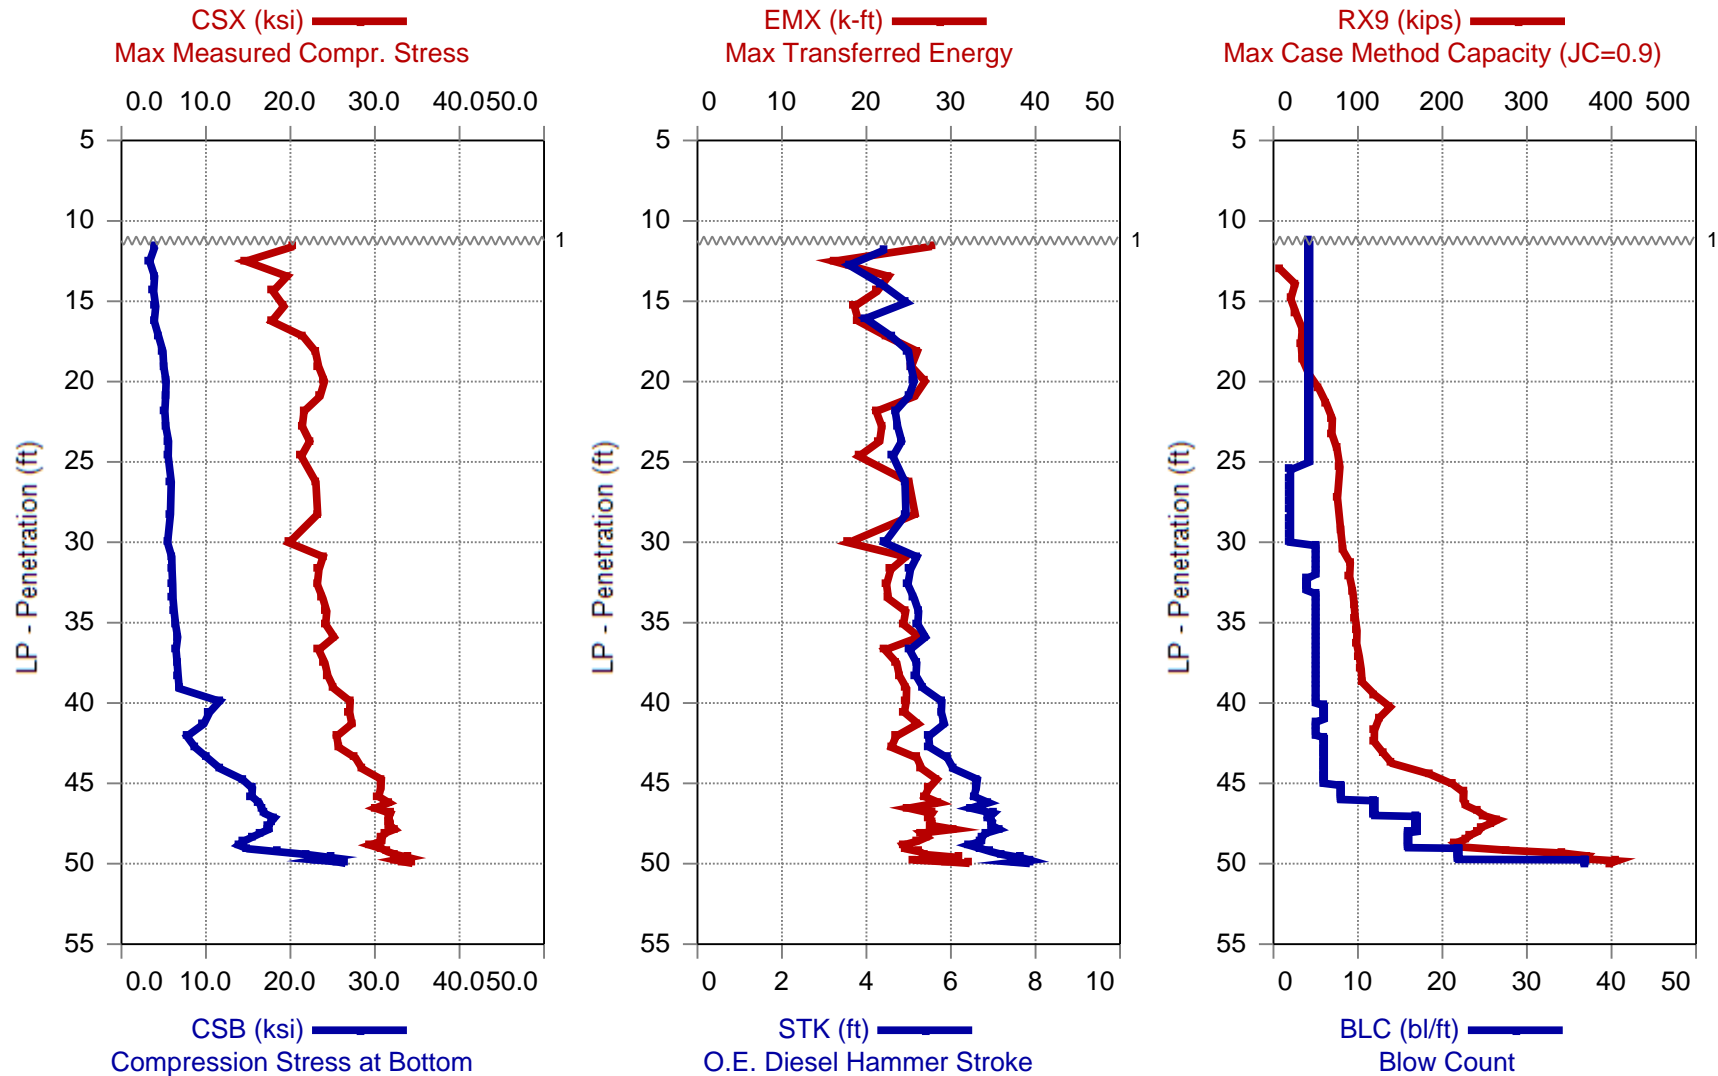 CSX (ksi)
Max Measured Compr. Stress
EMX (k-ft)
Max Transferred Energy
RX9 (kips)
Max Case Method Capacity (JC=0.9)
0.0 10.0 20.0 30.0 40.050.0
0 10 20 30 40 50
0 100 200 300 400 500
5
10
15
20
25
30
35
40
45
50
55
LP - Penetration (ft)
1
5
10
15
20
25
30
35
40
45
50
55
LP - Penetration (ft)
1
5
10
15
20
25
30
35
40
45
50
55
LP - Penetration (ft)
1
0.0 10.0 20.0 30.0 40.050.0
0 2 4 6 8 10
0 10 20 30 40 50
CSB (ksi)
Compression Stress at Bottom
STK (ft)
O.E. Diesel Hammer Stroke
BLC (bl/ft)
Blow Count